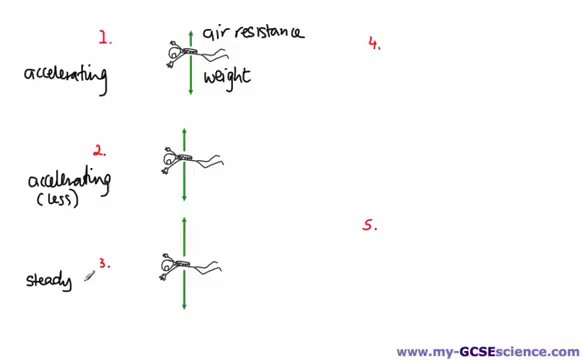 1.
air resistance
accelerating
weight
2.
accelerating
(less)
3.
steady
4.
5.
www.my-GCSEscience.com